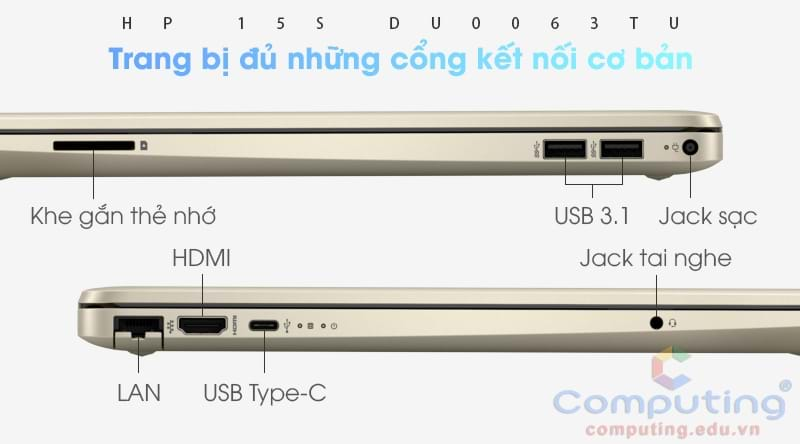 HP 15S DU0063TU
Trang bị đủ những cổng kết nối cơ bản
Khe gắn thẻ nhớ
USB 3.1
Jack sạc
HDMI
Jack tai nghe
HDMI
LAN
USB Type-C
Computing®
computing.edu.vn